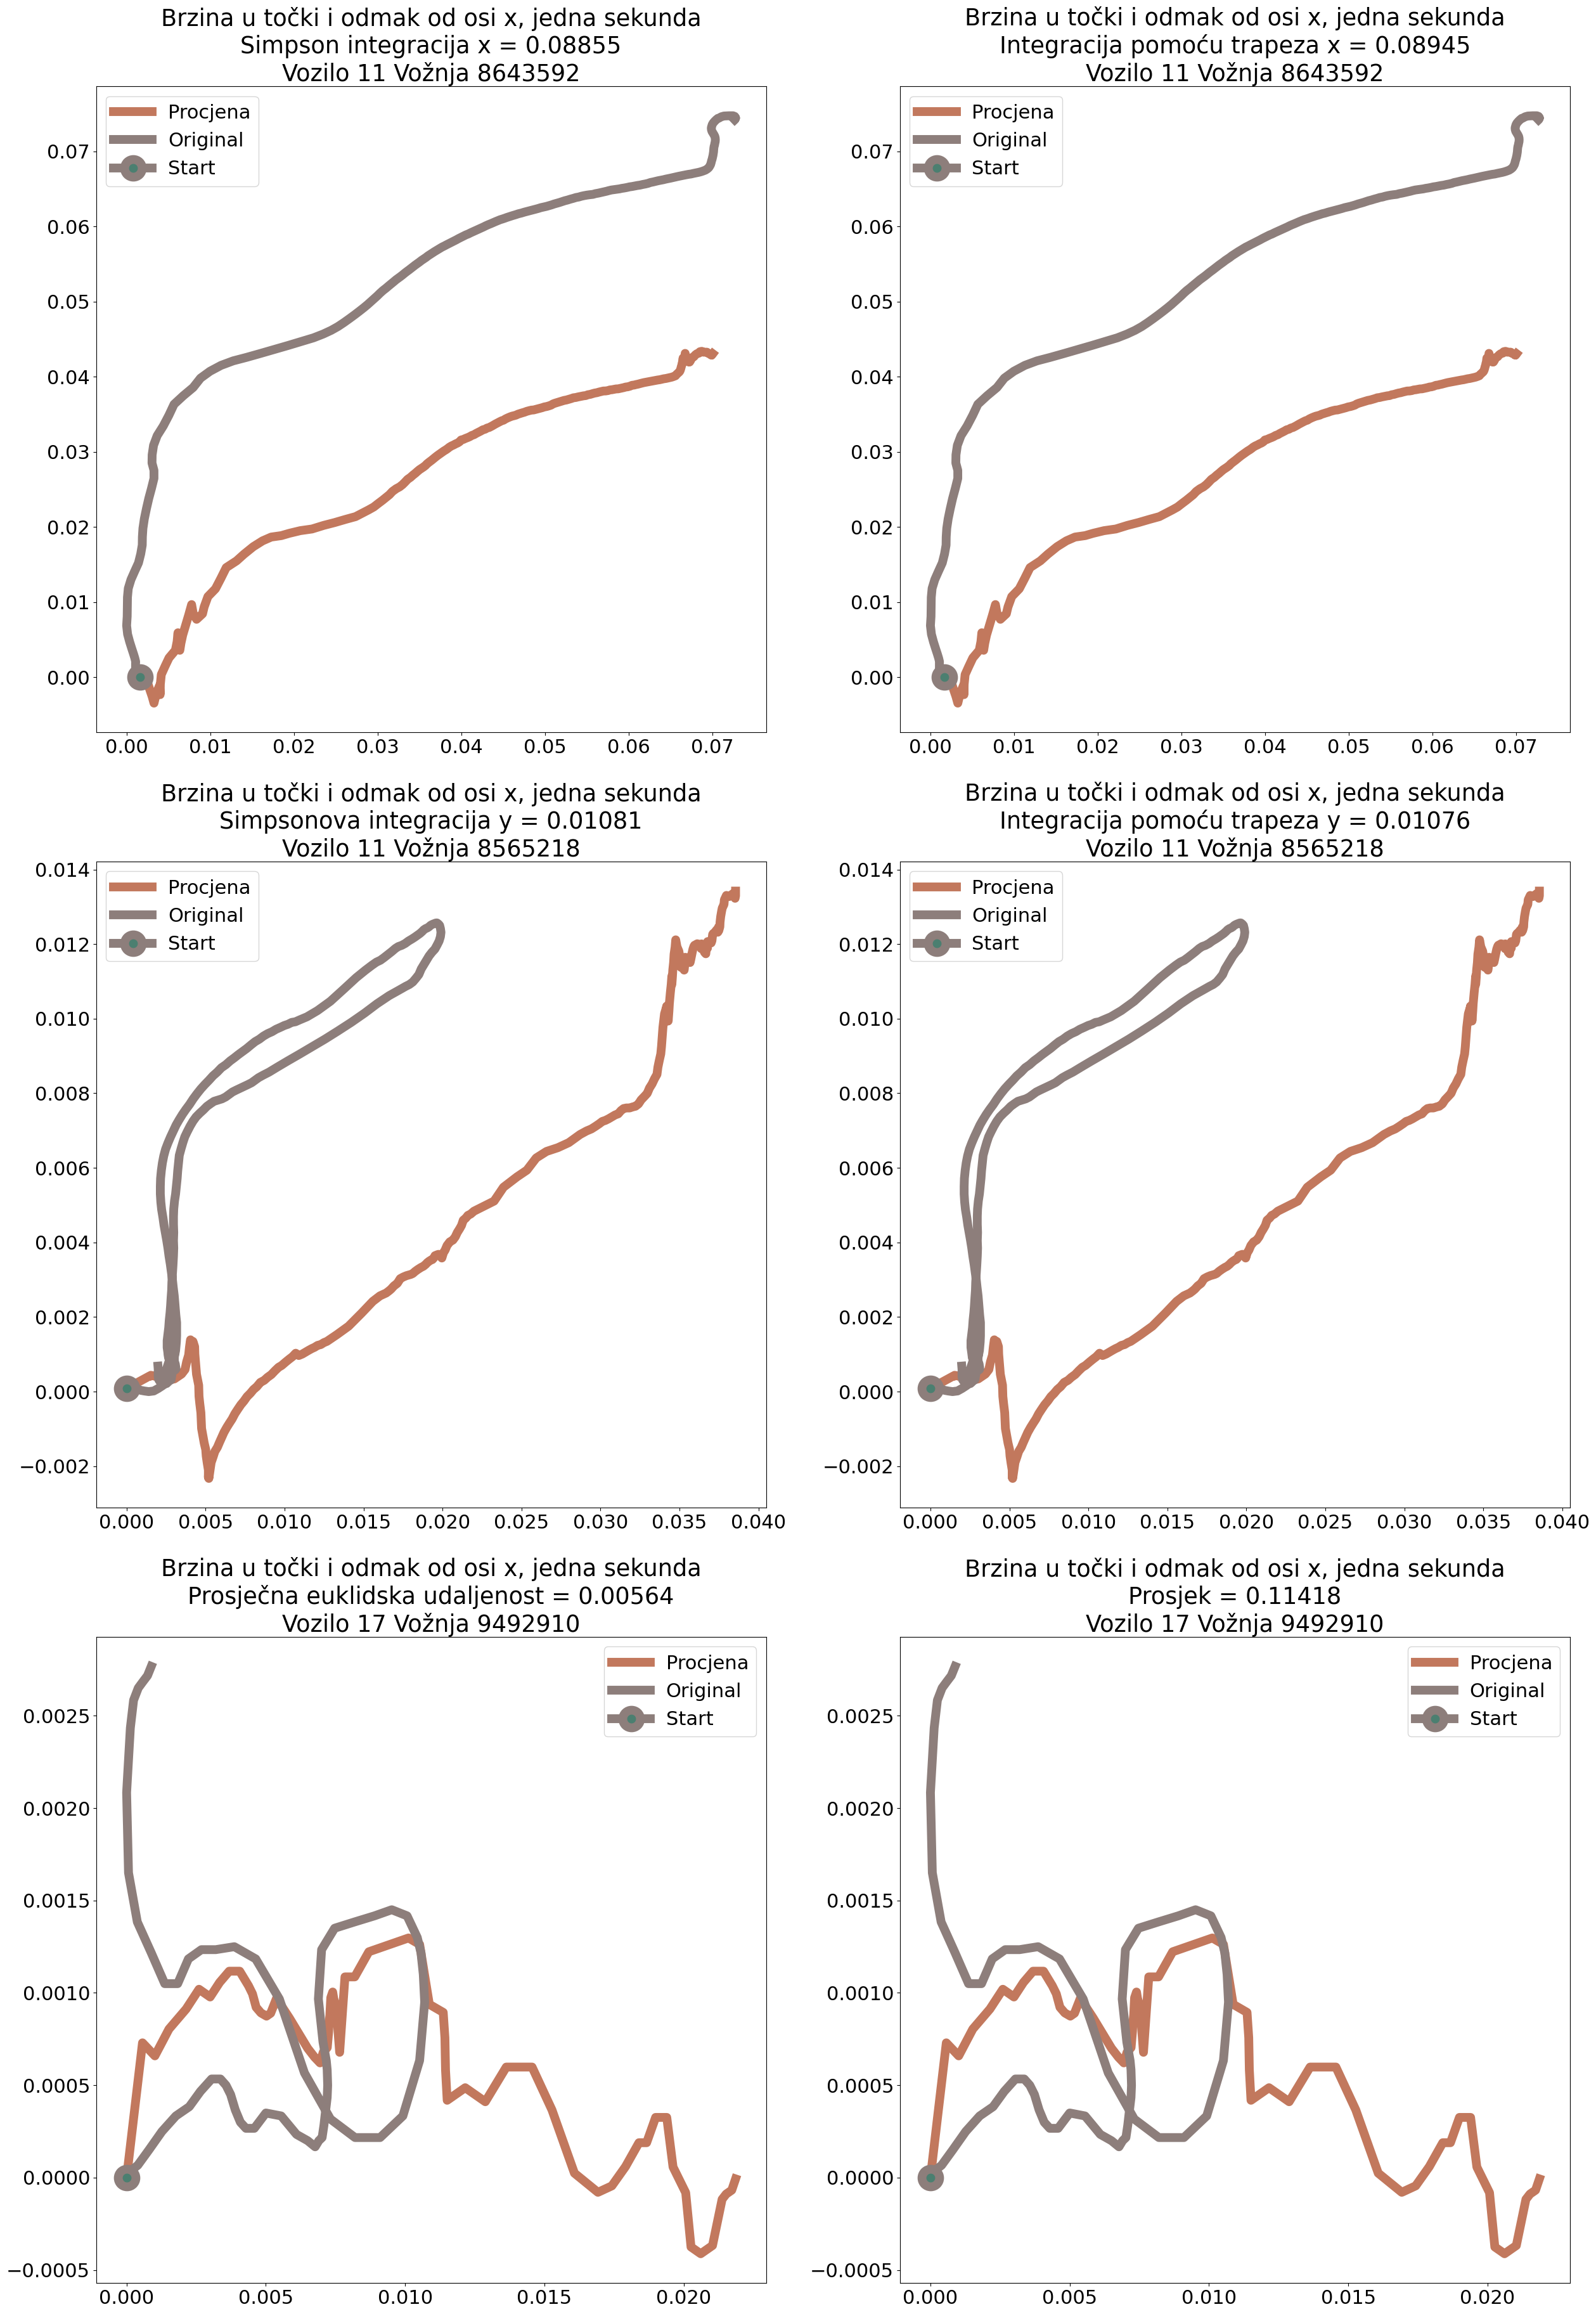 Brzina u točki i odmak od osi x, jedna sekunda
Simpson integracija x = 0.08855
Vozilo 11 Vožnja 8643592
Procjena
Original
Start
0.07
0.06
0.05
0.04
0.03
0.02
0.01
0.00
0.00 0.01 0.02 0.03 0.04 0.05 0.06 0.07
Brzina u točki i odmak od osi x, jedna sekunda
Integracija pomoću trapeza x = 0.08945
Vozilo 11 Vožnja 8643592
Procjena
Original
Start
0.07
0.06
0.05
0.04
0.03
0.02
0.01
0.00
0.00 0.01 0.02 0.03 0.04 0.05 0.06 0.07
Brzina u točki i odmak od osi x, jedna sekunda
Simpsonova integracija y = 0.01081
Vozilo 11 Vožnja 8565218
Procjena
Original
Start
0.014
0.012
0.010
0.008
0.006
0.004
0.002
0.000
−0.002
0.000 0.005 0.010 0.015 0.020 0.025 0.030 0.035 0.040
Brzina u točki i odmak od osi x, jedna sekunda
Integracija pomoću trapeza y = 0.01076
Vozilo 11 Vožnja 8565218
Procjena
Original
Start
0.014
0.012
0.010
0.008
0.006
0.004
0.002
0.000
−0.002
0.000 0.005 0.010 0.015 0.020 0.025 0.030 0.035 0.040
Brzina u točki i odmak od osi x, jedna sekunda
Prosječna euklidska udaljenost = 0.00564
Vozilo 17 Vožnja 9492910
Procjena
Original
Start
0.0025
0.0020
0.0015
0.0010
0.0005
0.0000
−0.0005
0.000 0.005 0.010 0.015 0.020
Brzina u točki i odmak od osi x, jedna sekunda
Prosjek = 0.11418
Vozilo 17 Vožnja 9492910
Procjena
Original
Start
0.0025
0.0020
0.0015
0.0010
0.0005
0.0000
−0.0005
0.000 0.005 0.010 0.015 0.020